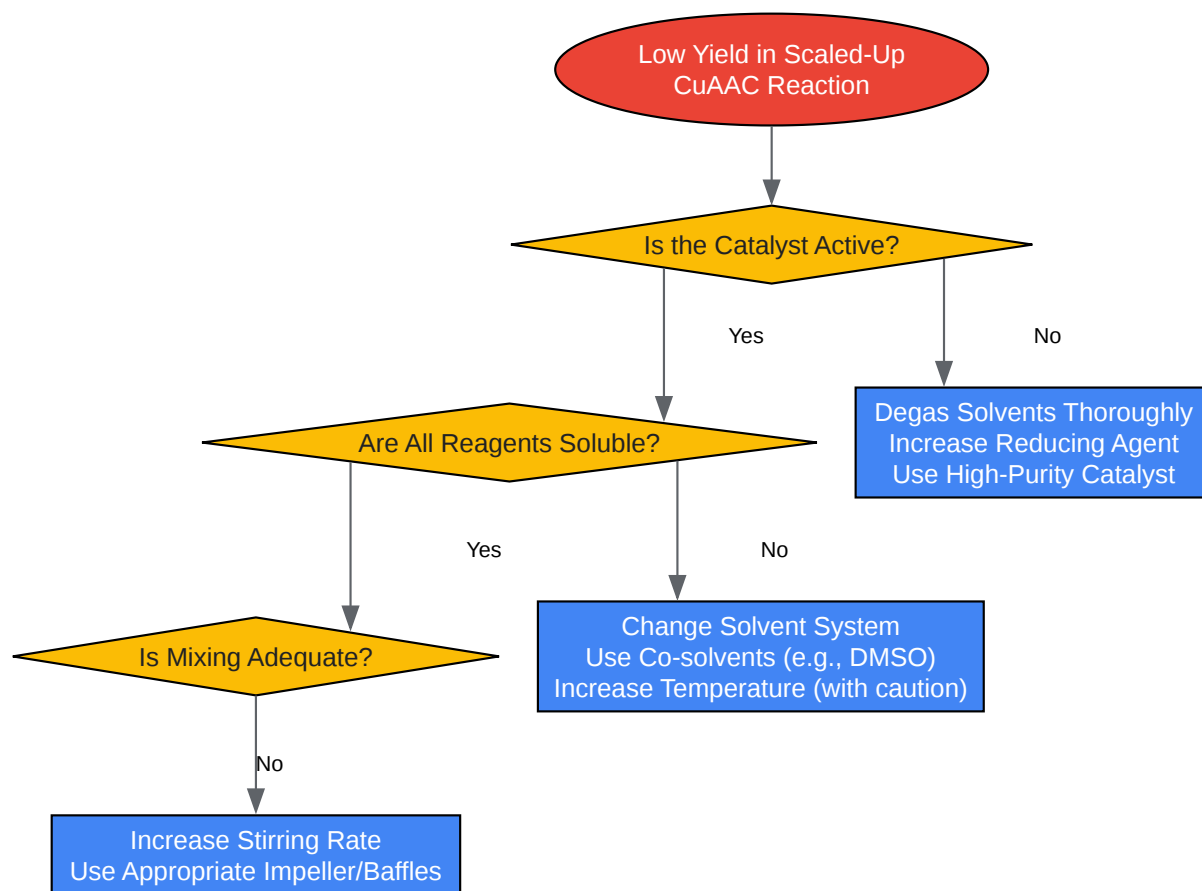 Low Yield in Scaled-Up
CuAAC Reaction
Is the Catalyst Active?
Yes
No
Degas Solvents Thoroughly
Increase Reducing Agent
Use High-Purity Catalyst
Are All Reagents Soluble?
Yes
No
Change Solvent System
Use Co-solvents (e.g., DMSO)
Increase Temperature (with caution)
Is Mixing Adequate?
No
Increase Stirring Rate
Use Appropriate Impeller/Baffles